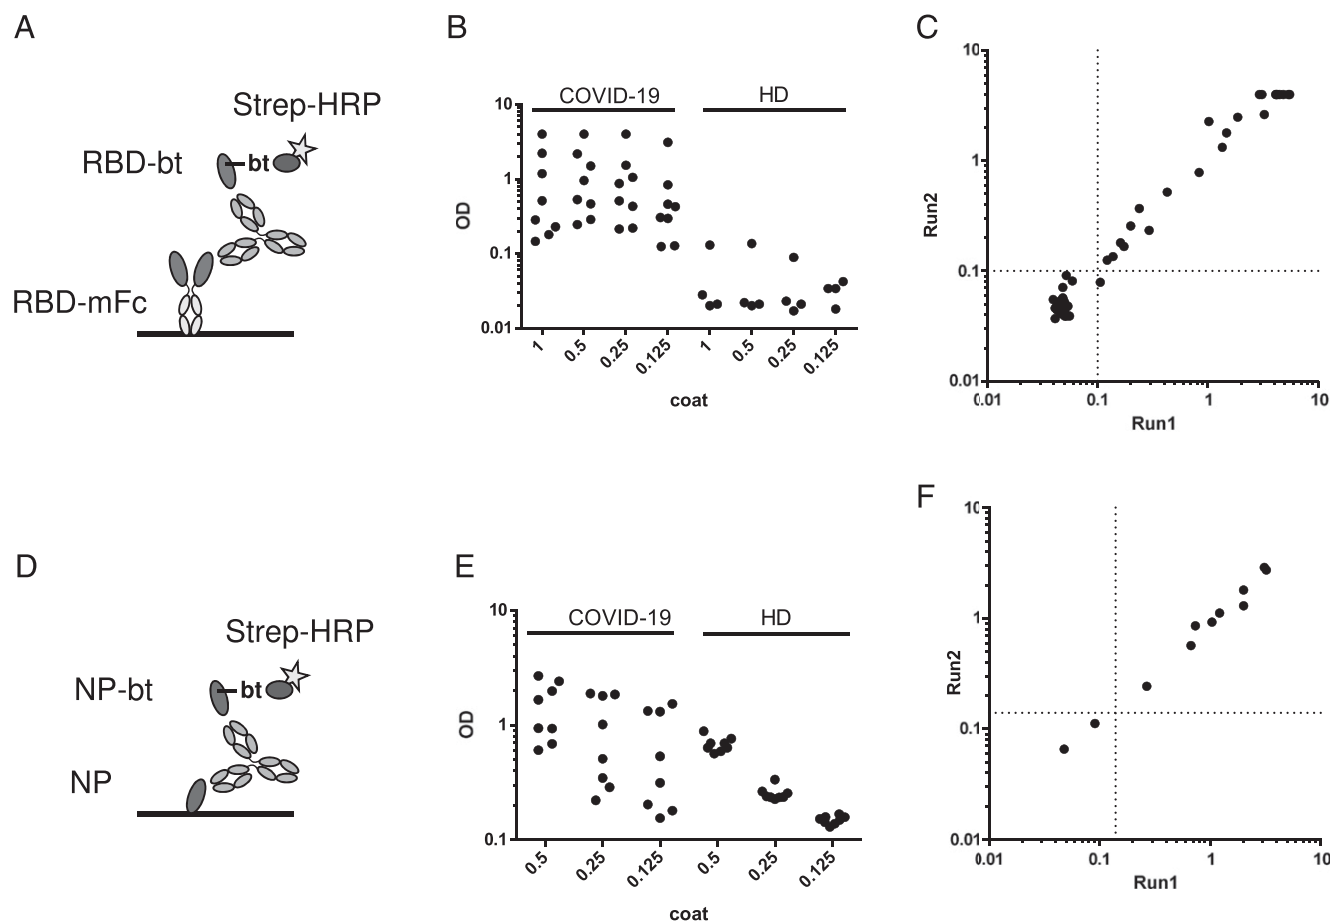 A
Strep-HRP
RBD-bt
bt
RBD-mFc
B
COVID-19
HD
10
1
0.1
0.01
OD
1
0.5
0.25
0.125
1
0.5
0.25
0.125
coat
C
10
1
0.1
0.01
Run2
0.01
0.1
1
10
Run1
D
Strep-HRP
NP-bt
bt
NP
E
COVID-19
HD
10
1
0.1
OD
0.5
0.25
0.125
0.5
0.25
0.125
coat
F
10
1
0.1
0.01
Run2
0.01
0.1
1
10
Run1